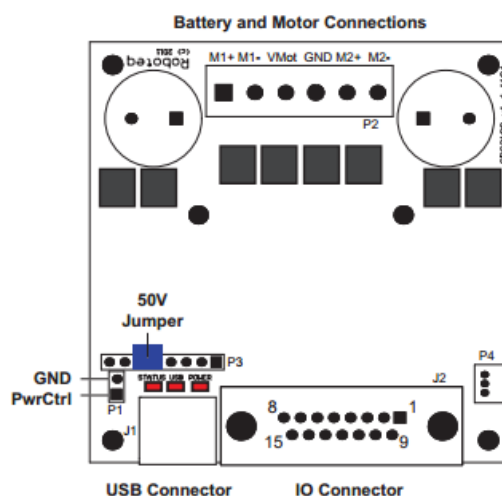 Battery and Motor Connections
Roboteq
(c) 2011
M1+ M1- VMot GND M2+ M2-
P2
50V
Jumper
P3
GND
PwrCtrl
P1
STATUS USB POWER
P4
J1
J2
8
1
15
9
USB Connector
IO Connector